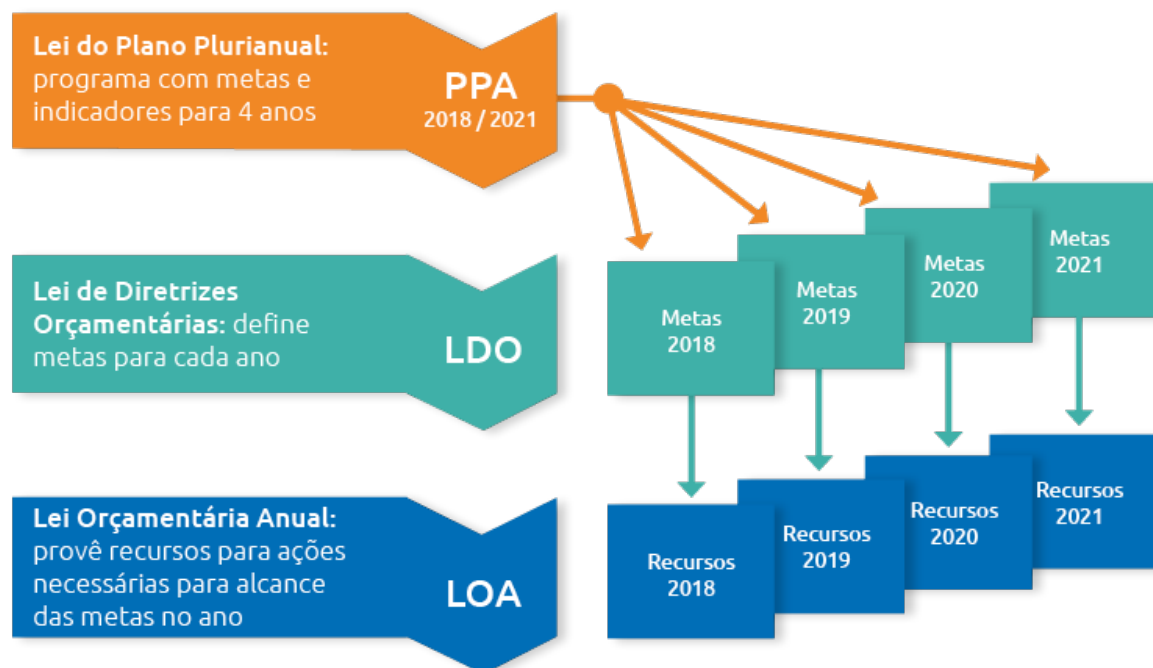 Lei do Plano Plurianual:
programa com metas e
indicadores para 4 anos
PPA
2018 / 2021
Lei de Diretrizes
Orçamentárias: define
metas para cada ano
LDO
Metas
2018
Metas
2019
Metas
2020
Metas
2021
Lei Orçamentária Anual:
provê recursos para ações
necessárias para alcance
das metas no ano
LOA
Recursos
2018
Recursos
2019
Recursos
2020
Recursos
2021